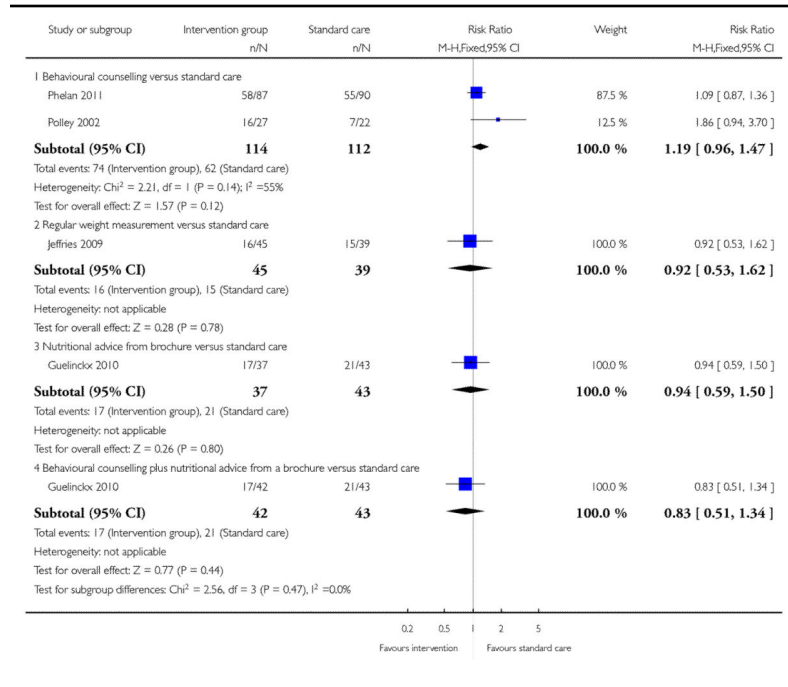 Study or subgroup Intervention group Standard care Risk Ratio Weight Risk Ratio
n/N n/N M-H,Fixed,95% CI M-H,Fixed,95% CI
1 Behavioural counselling versus standard care
Phelan 2011 58/87 55/90 87.5 % 1.09 [ 0.87, 1.36 ]
Polley 2002 16/27 7/22 12.5 % 1.86 [ 0.94, 3.70 ]
Subtotal (95% CI) 114 112 100.0 % 1.19 [ 0.96, 1.47 ]
Total events: 74 (Intervention group), 62 (Standard care)
Heterogeneity: Chi² = 2.21, df = 1 (P = 0.14); I² =55%
Test for overall effect: Z = 1.57 (P = 0.12)
2 Regular weight measurement versus standard care
Jeffries 2009 16/45 15/39 100.0 % 0.92 [ 0.53, 1.62 ]
Subtotal (95% CI) 45 39 100.0 % 0.92 [ 0.53, 1.62 ]
Total events: 16 (Intervention group), 15 (Standard care)
Heterogeneity: not applicable
Test for overall effect: Z = 0.28 (P = 0.78)
3 Nutritional advice from brochure versus standard care
Guelinckx 2010 17/37 21/43 100.0 % 0.94 [ 0.59, 1.50 ]
Subtotal (95% CI) 37 43 100.0 % 0.94 [ 0.59, 1.50 ]
Total events: 17 (Intervention group), 21 (Standard care)
Heterogeneity: not applicable
Test for overall effect: Z = 0.26 (P = 0.80)
4 Behavioural counselling plus nutritional advice from a brochure versus standard care
Guelinckx 2010 17/42 21/43 100.0 % 0.83 [ 0.51, 1.34 ]
Subtotal (95% CI) 42 43 100.0 % 0.83 [ 0.51, 1.34 ]
Total events: 17 (Intervention group), 21 (Standard care)
Heterogeneity: not applicable
Test for overall effect: Z = 0.77 (P = 0.44)
Test for subgroup differences: Chi² = 2.56, df = 3 (P = 0.47), I² =0.0%
0.2 0.5 1 2 5
Favours intervention Favours standard care